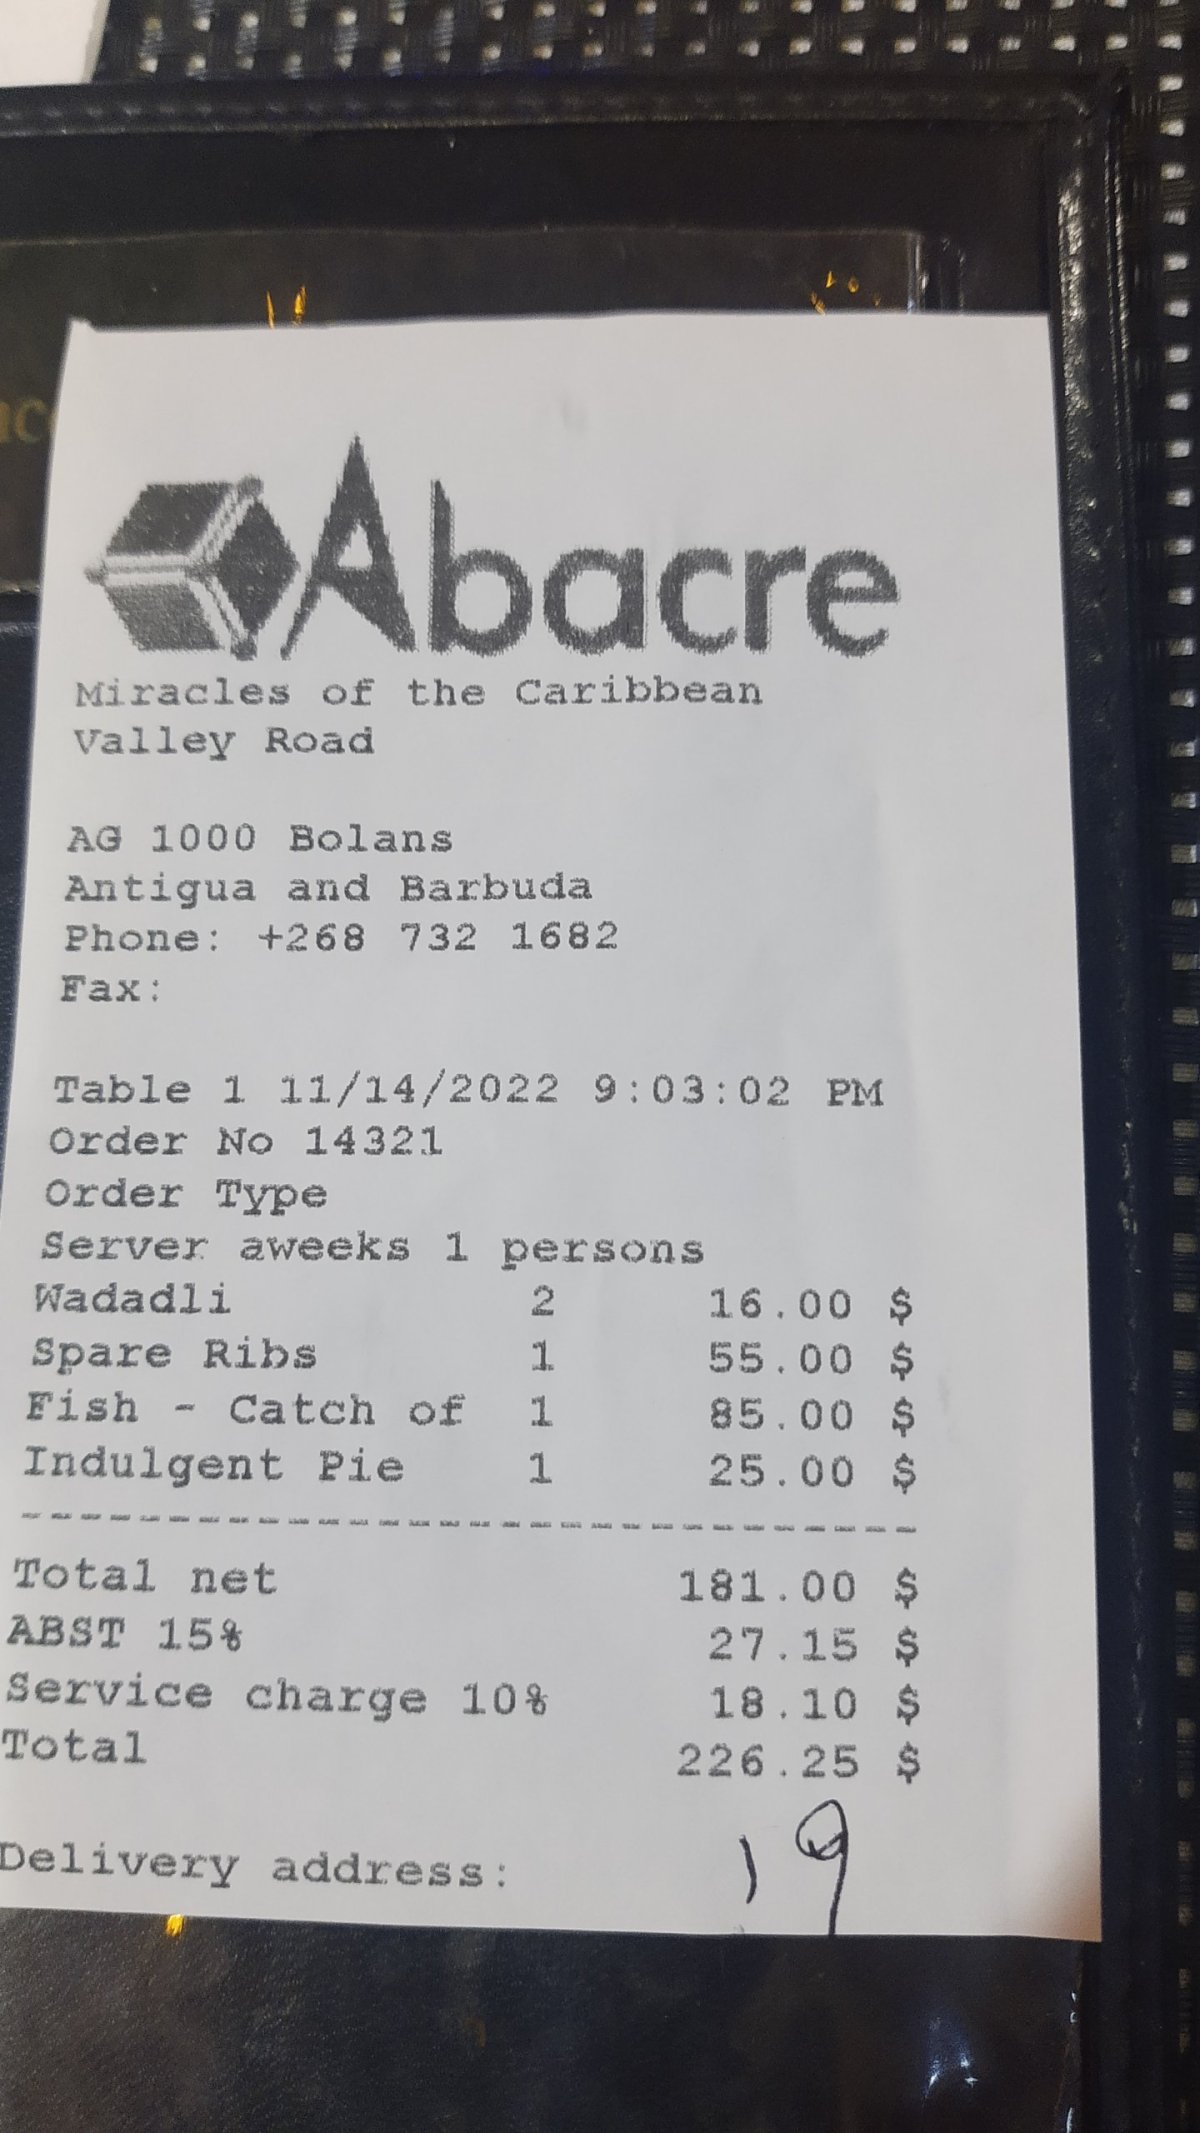 Abacre
Miracles of the Caribbean
Valley Road
AG 1000 Bolans
Antigua and Barbuda
Phone: +268 732 1682
Fax:
Table 1 11/14/2022 9:03:02 PM
Order No 14321
Order Type
Server aweeks 1 persons
Wadadli 2 16.00 $
Spare Ribs 1 55.00 $
Fish - Catch of 1 85.00 $
Indulgent Pie 1 25.00 $
Total net 181.00 $
ABST 15% 27.15 $
Service charge 10% 18.10 $
Total 226.25 $
19
Delivery address: